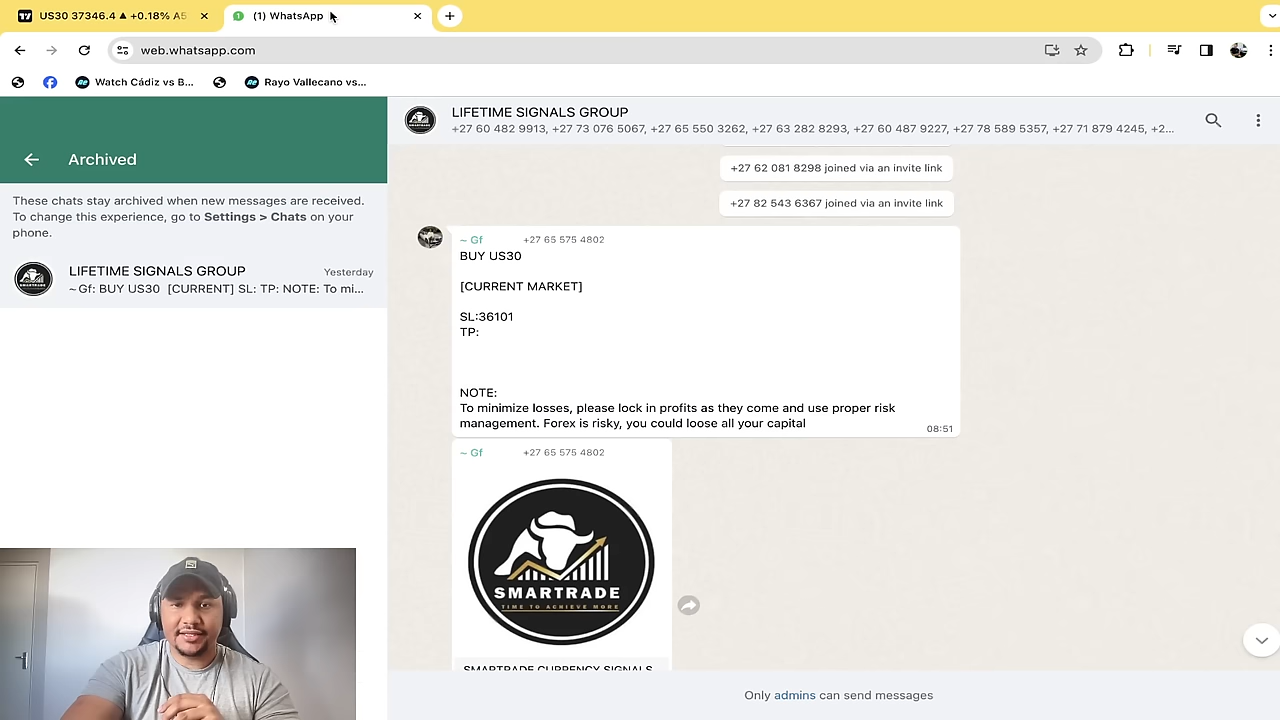 US30 37346.4 ▲ +0.18% A5
(1) WhatsApp
web.whatsapp.com
Watch Cádiz vs B...
Rayo Vallecano vs...
Archived
These chats stay archived when new messages are received.
To change this experience, go to Settings > Chats on your
phone.
LIFETIME SIGNALS GROUP
Yesterday
~ Gf: BUY US30 [CURRENT] SL: TP: NOTE: To mi...
LIFETIME SIGNALS GROUP
+27 60 482 9913, +27 73 076 5067, +27 65 550 3262, +27 63 282 8293, +27 60 487 9227, +27 78 589 5357, +27 71 879 4245, +2...
+27 62 081 8298 joined via an invite link
+27 82 543 6367 joined via an invite link
~ Gf +27 65 575 4802
BUY US30
[CURRENT MARKET]
SL:36101
TP:
NOTE:
To minimize losses, please lock in profits as they come and use proper risk
management. Forex is risky, you could loose all your capital
08:51
~ Gf +27 65 575 4802
SMARTRADE
TIME TO ACHIEVE MORE
SMARTRADE CURRENCY SIGNALS
Only admins can send messages